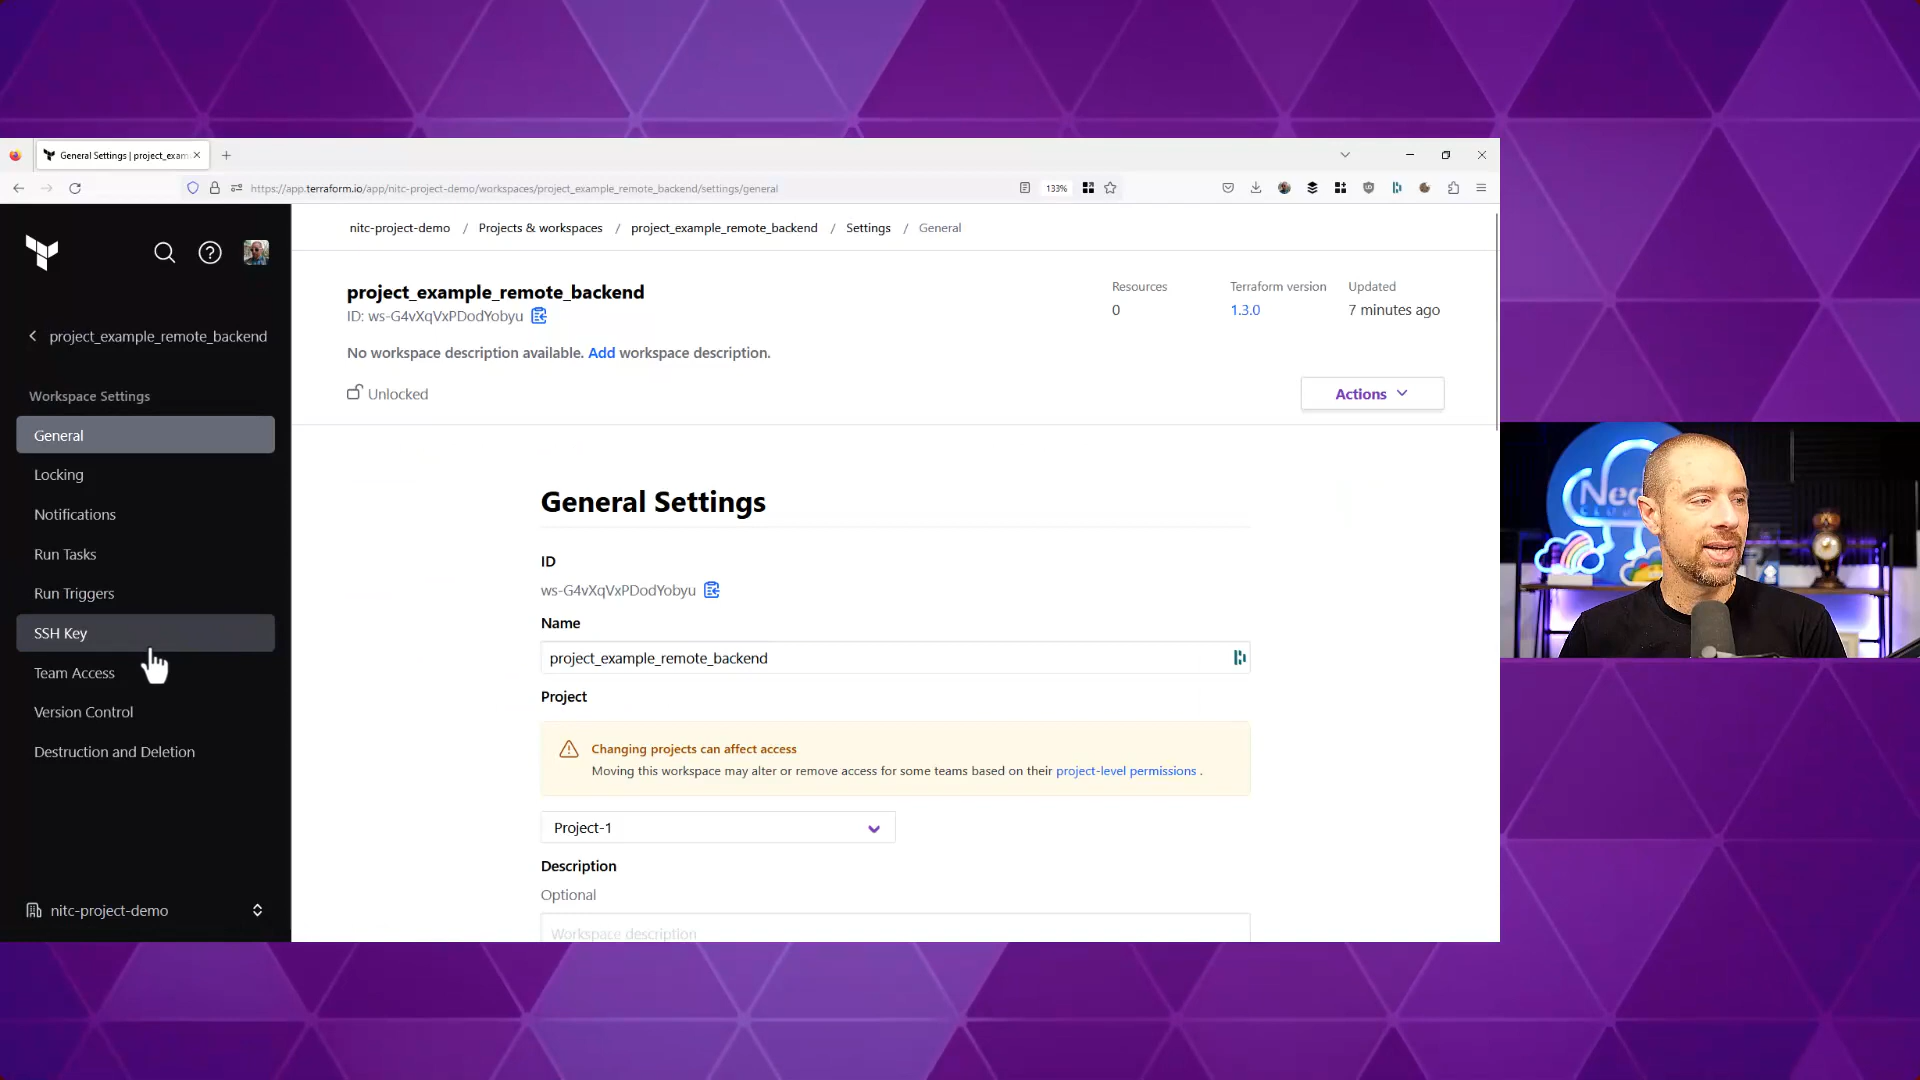 General Settings | project_exam
https://app.terraform.io/app/nitc-project-demo/workspaces/project_example_remote_backend/settings/general
133%
nitc-project-demo / Projects & workspaces / project_example_remote_backend / Settings / General
project_example_remote_backend
ID: ws-G4vXqVxPDodYobyu
No workspace description available. Add workspace description.
Unlocked
Resources
0
Terraform version
1.3.0
Updated
7 minutes ago
Actions
project_example_remote_backend
Workspace Settings
General
Locking
Notifications
Run Tasks
Run Triggers
SSH Key
Team Access
Version Control
Destruction and Deletion
nitc-project-demo
General Settings
ID
ws-G4vXqVxPDodYobyu
Name
project_example_remote_backend
Project
Changing projects can affect access
Moving this workspace may alter or remove access for some teams based on their project-level permissions .
Project-1
Description
Optional
Workspace description